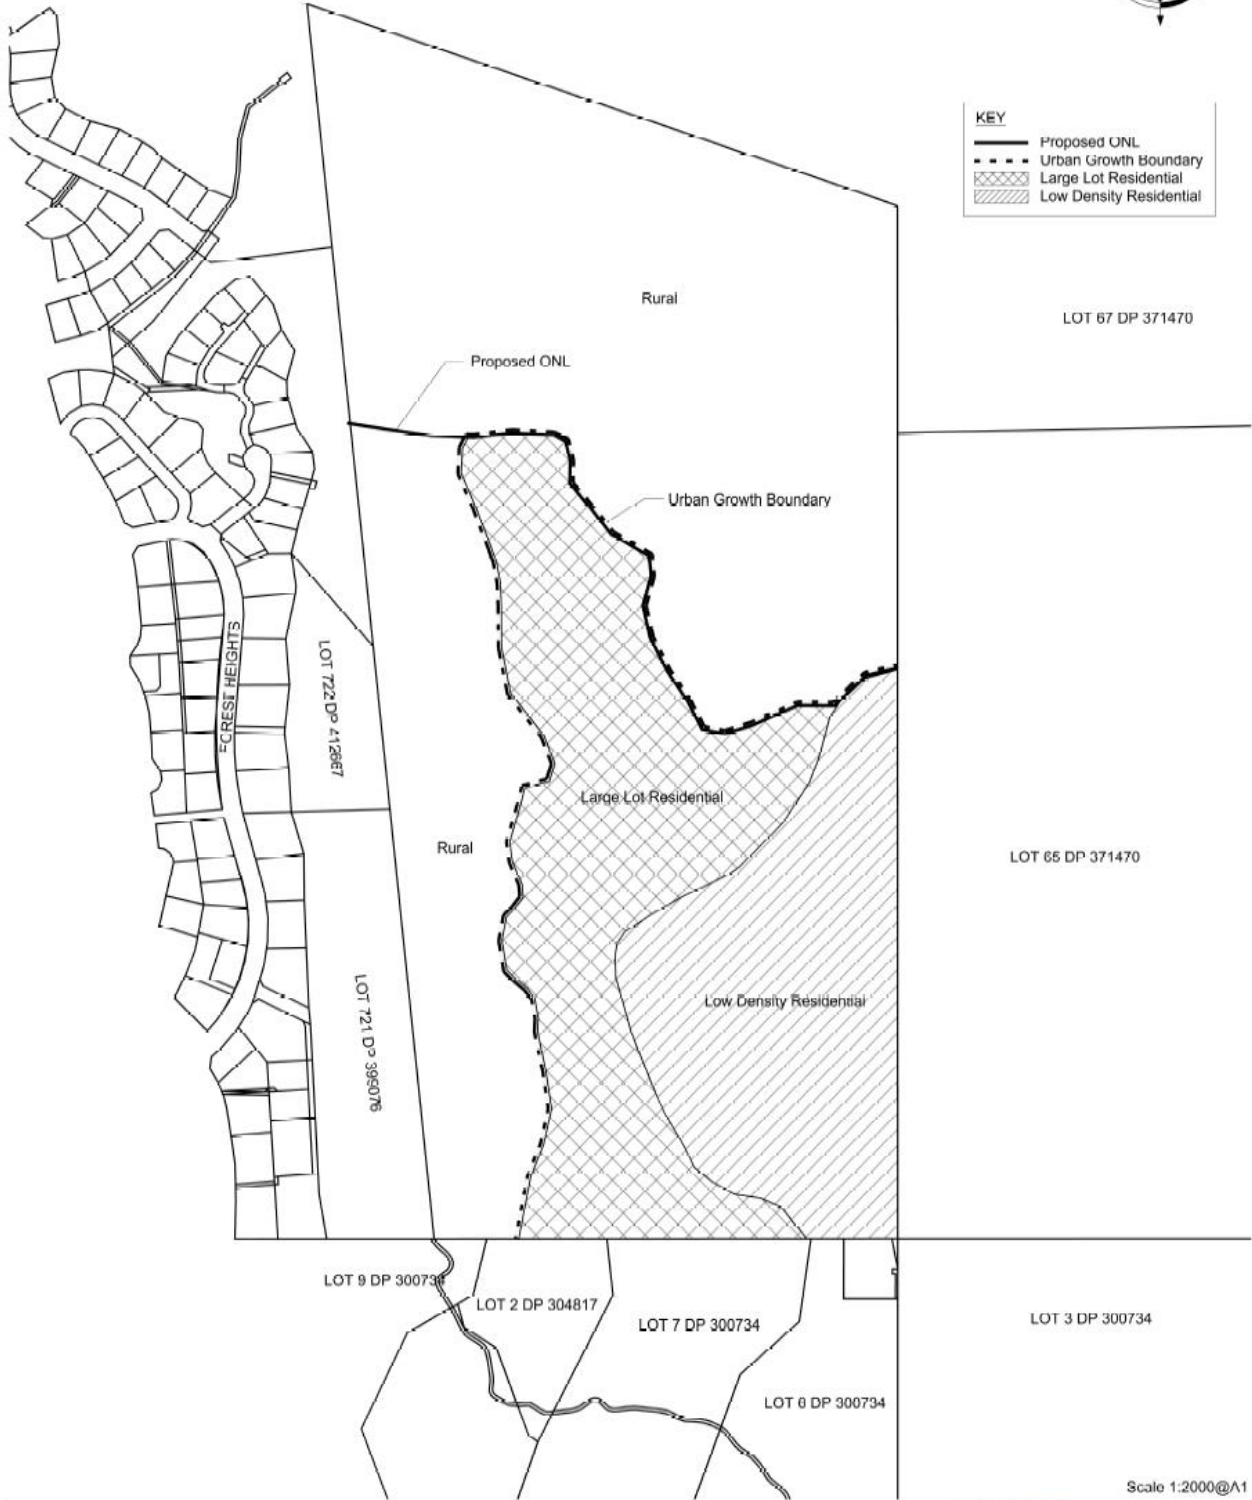 KEY
Proposed ONL
Urban Growth Boundary
Large Lot Residential
Low Density Residential
Rural
LOT 67 DP 371470
Proposed ONL
Urban Growth Boundary
FOREST HEIGHTS
LOT 722 DP 412687
Large Lot Residential
Rural
LOT 65 DP 371470
Low Density Residential
LOT 721 DP 399076
LOT 9 DP 300734
LOT 2 DP 304817
LOT 7 DP 300734
LOT 3 DP 300734
LOT 6 DP 300734
Scale 1:2000@A1